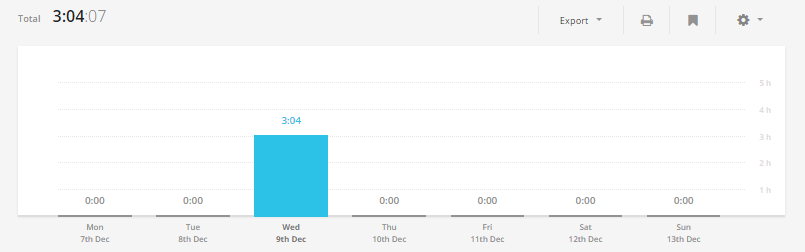 Total 3:04:07
Export
5 h
4 h
3:04
3 h
2 h
1 h
0:00 0:00 0:00 0:00 0:00 0:00
Mon Tue Wed Thu Fri Sat Sun
7th Dec 8th Dec 9th Dec 10th Dec 11th Dec 12th Dec 13th Dec